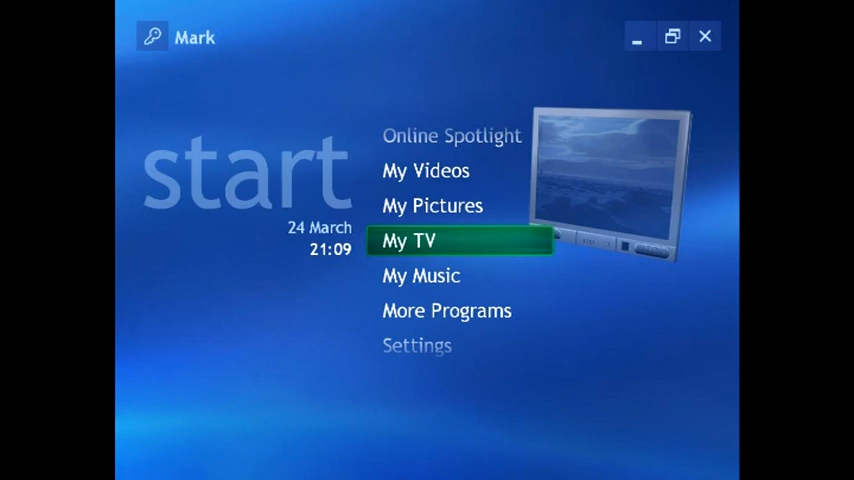 Mark
start
24 March
21:09
Online Spotlight
My Videos
My Pictures
My TV
My Music
More Programs
Settings